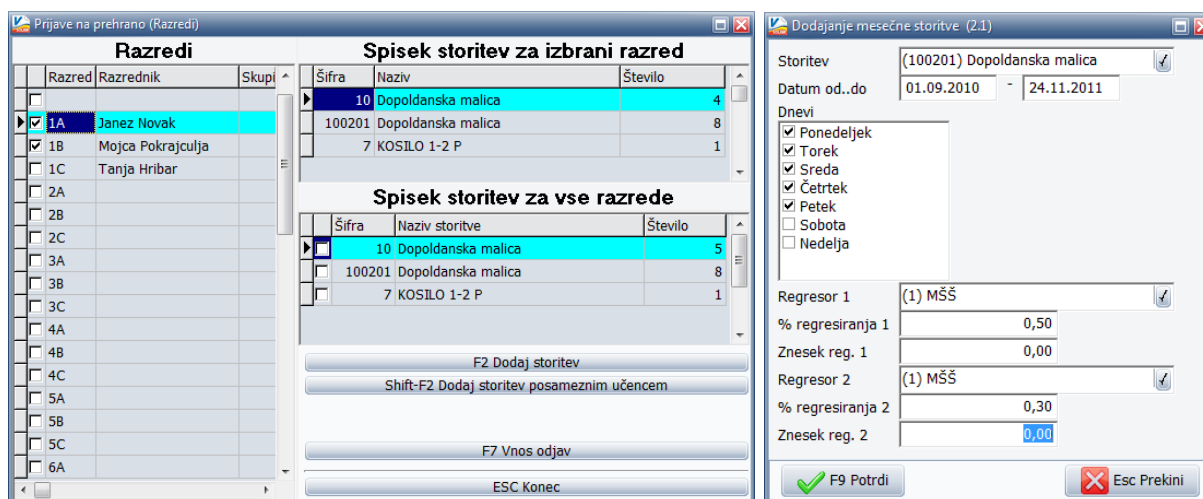 Prijave na prehrano (Razredi)
Razredi
Razred Razrednik Skupi
1A Janez Novak
1B Mojca Pokrajculja
1C Tanja Hribar
2A
2B
2C
3A
3B
3C
4A
4B
4C
5A
5B
5C
6A
Spisek storitev za izbrani razred
Šifra Naziv Število
10 Dopoldanska malica 4
100201 Dopoldanska malica 8
7 KOSILO 1-2 P 1
Spisek storitev za vse razrede
Šifra Naziv storitve Število
10 Dopoldanska malica 5
100201 Dopoldanska malica 8
7 KOSILO 1-2 P 1
F2 Dodaj storitev
Shift-F2 Dodaj storitev posameznim učencem
F7 Vnos odjav
ESC Konec
Dodajanje mesečne storitve (2.1)
Storitev (100201) Dopoldanska malica
Datum od..do 01.09.2010 - 24.11.2011
Dnevi
Ponedeljek
Torek
Sreda
Četrtek
Petek
Sobota
Nedelja
Regresor 1 (1) MŠŠ
% regresiranja 1 0,50
Znesek reg. 1 0,00
Regresor 2 (1) MŠŠ
% regresiranja 2 0,30
Znesek reg. 2 0,00
F9 Potrdi Esc Prekini